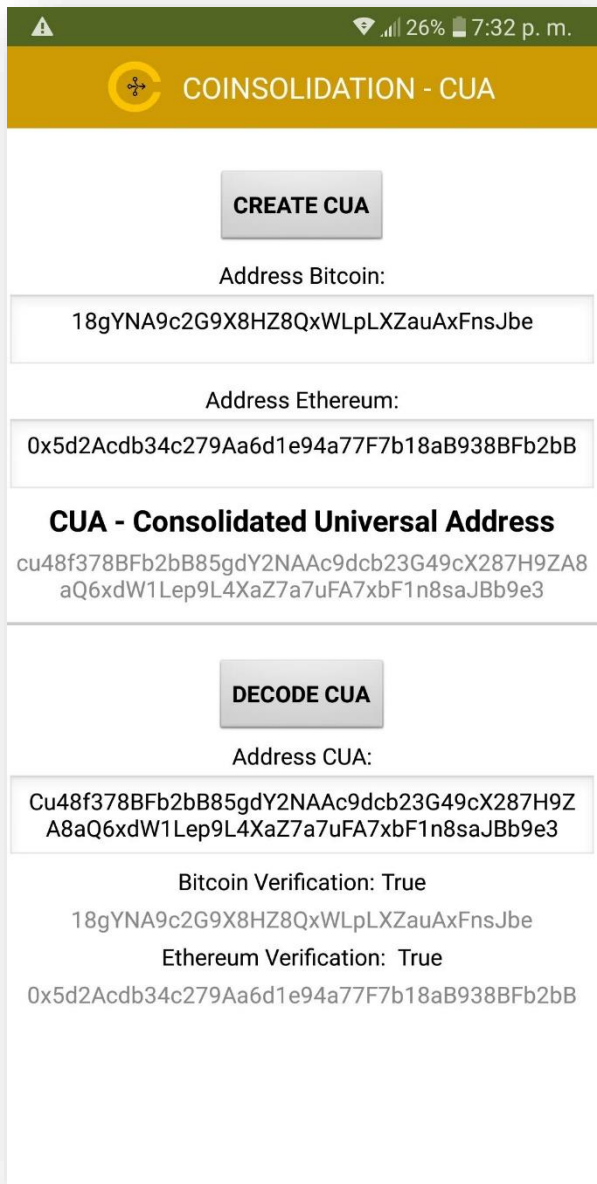 26% 7:32 p. m.
COINSOLIDATION - CUA
CREATE CUA
Address Bitcoin:
18gYNA9c2G9X8HZ8QxWLpLXZauAxFnsJbe
Address Ethereum:
0x5d2Acdb34c279Aa6d1e94a77F7b18aB938BFb2bB
CUA - Consolidated Universal Address
cu48f378BFb2bB85gdY2NAAc9dcb23G49cX287H9ZA8
aQ6xdW1Lep9L4XaZ7a7uFA7xbF1n8saJBb9e3
DECODE CUA
Address CUA:
Cu48f378BFb2bB85gdY2NAAc9dcb23G49cX287H9Z
A8aQ6xdW1Lep9L4XaZ7a7uFA7xbF1n8saJBb9e3
Bitcoin Verification: True
18gYNA9c2G9X8HZ8QxWLpLXZauAxFnsJbe
Ethereum Verification: True
0x5d2Acdb34c279Aa6d1e94a77F7b18aB938BFb2bB